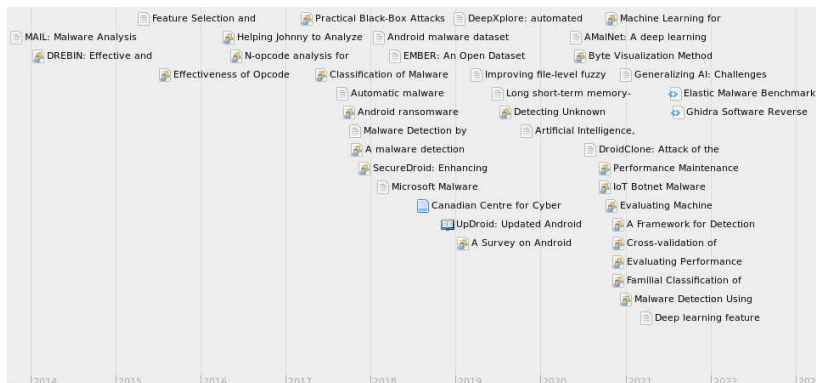 Feature Selection and
Practical Black-Box Attacks
DeepXplore: automated
Machine Learning for
MAIL: Malware Analysis
Helping Johnny to Analyze
Android malware dataset
AMalNet: A deep learning
DREBIN: Effective and
N-opcode analysis for
EMBER: An Open Dataset
Byte Visualization Method
Effectiveness of Opcode
Classification of Malware
Improving file-level fuzzy
Generalizing AI: Challenges
Automatic malware
Long short-term memory-
Elastic Malware Benchmark
Android ransomware
Detecting Unknown
Ghidra Software Reverse
Malware Detection by
Artificial Intelligence,
A malware detection
DroidClone: Attack of the
SecureDroid: Enhancing
Performance Maintenance
Microsoft Malware
IoT Botnet Malware
Canadian Centre for Cyber
Evaluating Machine
UpDroid: Updated Android
A Framework for Detection
A Survey on Android
Cross-validation of
Evaluating Performance
Familial Classification of
Malware Detection Using
Deep learning feature
2014 2015 2016 2017 2018 2019 2020 2021 2022